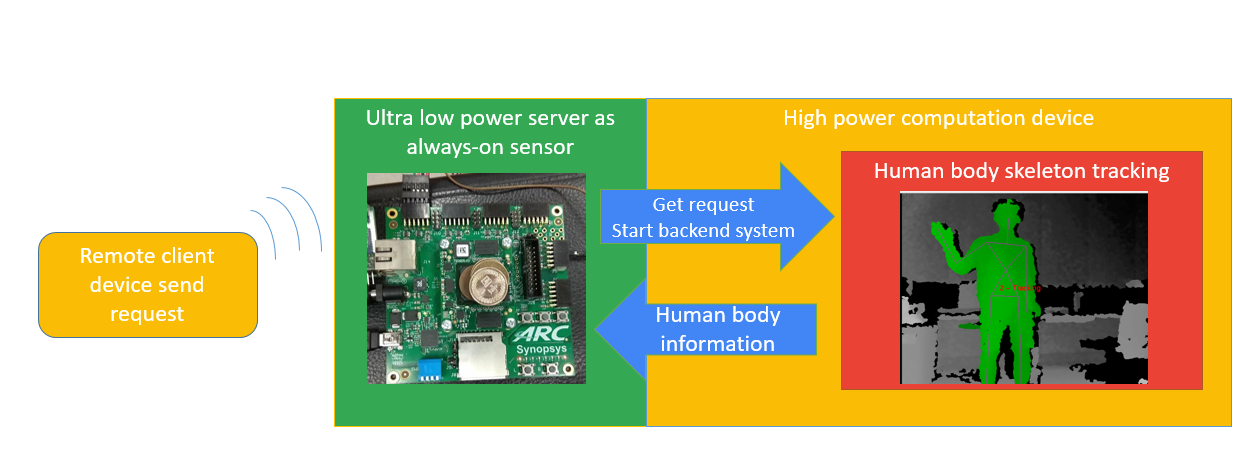 Ultra low power server as
always-on sensor
High power computation device
Human body skeleton tracking
Get request
Start backend system
Remote client
device send
request
Human body
information
ARC
Synopsys